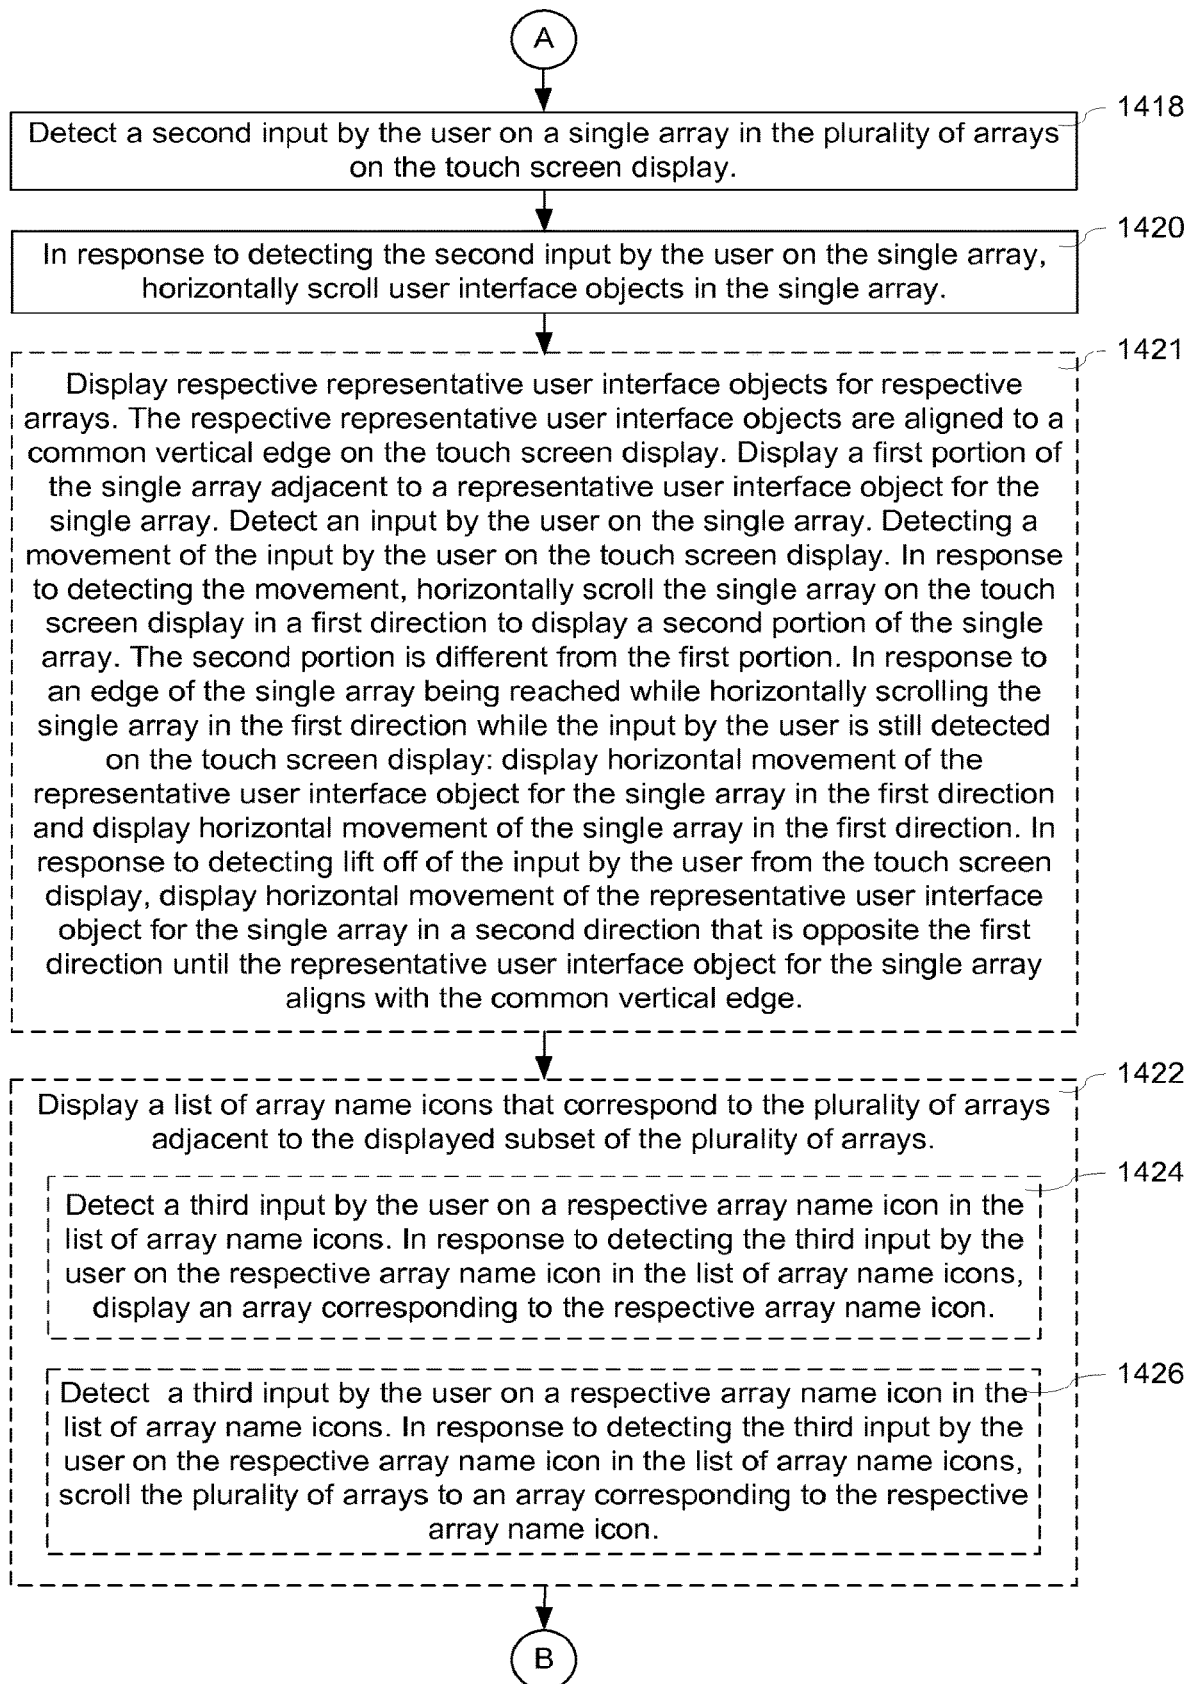 A
1418
Detect a second input by the user on a single array in the plurality of arrays
on the touch screen display.
1420
In response to detecting the second input by the user on the single array,
horizontally scroll user interface objects in the single array.
1421
Display respective representative user interface objects for respective
arrays. The respective representative user interface objects are aligned to a
common vertical edge on the touch screen display. Display a first portion of
the single array adjacent to a representative user interface object for the
single array. Detect an input by the user on the single array. Detecting a
movement of the input by the user on the touch screen display. In response
to detecting the movement, horizontally scroll the single array on the touch
screen display in a first direction to display a second portion of the single
array. The second portion is different from the first portion. In response to
an edge of the single array being reached while horizontally scrolling the
single array in the first direction while the input by the user is still detected
on the touch screen display: display horizontal movement of the
representative user interface object for the single array in the first direction
and display horizontal movement of the single array in the first direction. In
response to detecting lift off of the input by the user from the touch screen
display, display horizontal movement of the representative user interface
object for the single array in a second direction that is opposite the first
direction until the representative user interface object for the single array
aligns with the common vertical edge.
1422
Display a list of array name icons that correspond to the plurality of arrays
adjacent to the displayed subset of the plurality of arrays.
1424
Detect a third input by the user on a respective array name icon in the
list of array name icons. In response to detecting the third input by the
user on the respective array name icon in the list of array name icons,
display an array corresponding to the respective array name icon.
1426
Detect  a third input by the user on a respective array name icon in the
list of array name icons. In response to detecting the third input by the
user on the respective array name icon in the list of array name icons,
scroll the plurality of arrays to an array corresponding to the respective
array name icon.
B